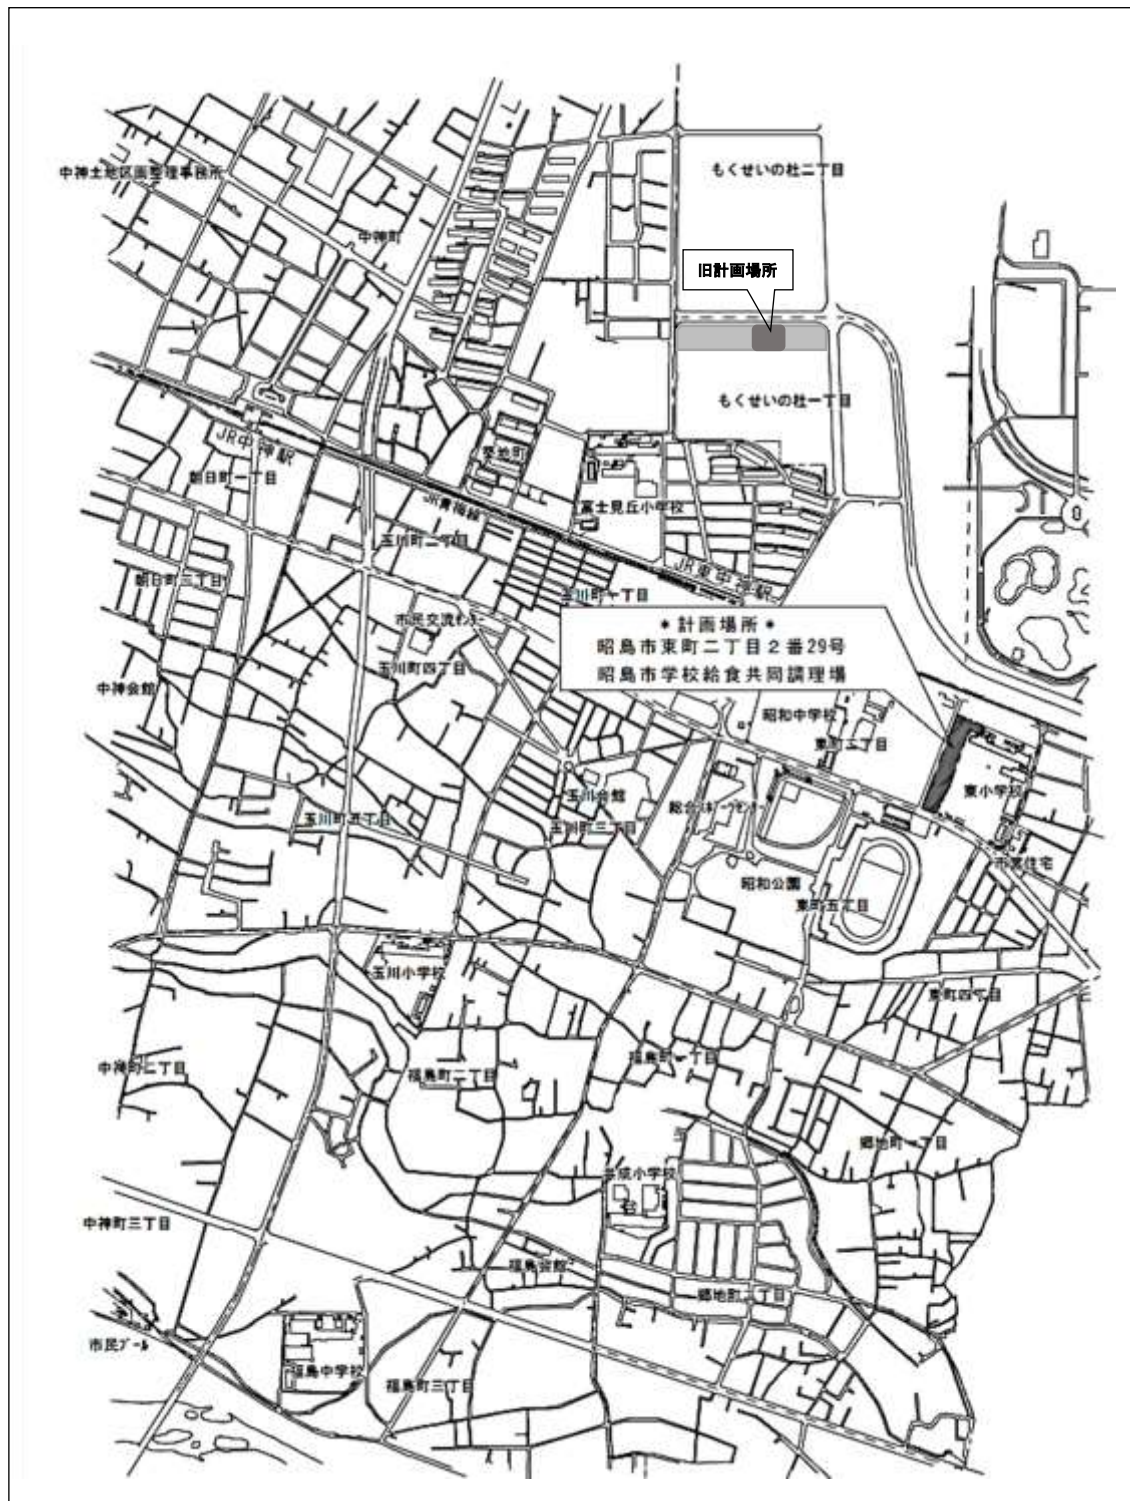 もくせいの杜二丁目
中神土地区画整理事務所
中神町
旧計画場所
もくせいの杜一丁目
JR中神駅
築地町
朝日町一丁目
JR青梅線
富士見丘小学校
玉川町二丁目
JR東中神駅
朝日町三丁目
玉川町一丁目
市民交流センター
＊計画場所＊
昭島市東町二丁目２番29号
昭島市学校給食共同調理場
玉川町四丁目
中神会館
昭和中学校
東町二丁目
玉川会館
総合スポーツセンター
東小学校
玉川町五丁目
玉川町三丁目
市営住宅
昭和公園
東町五丁目
玉川小学校
東町四丁目
福島町一丁目
中神町二丁目
福島町二丁目
郷地町一丁目
共成小学校
中神町三丁目
福島会館
郷地町二丁目
市民プール
福島中学校
福島町三丁目